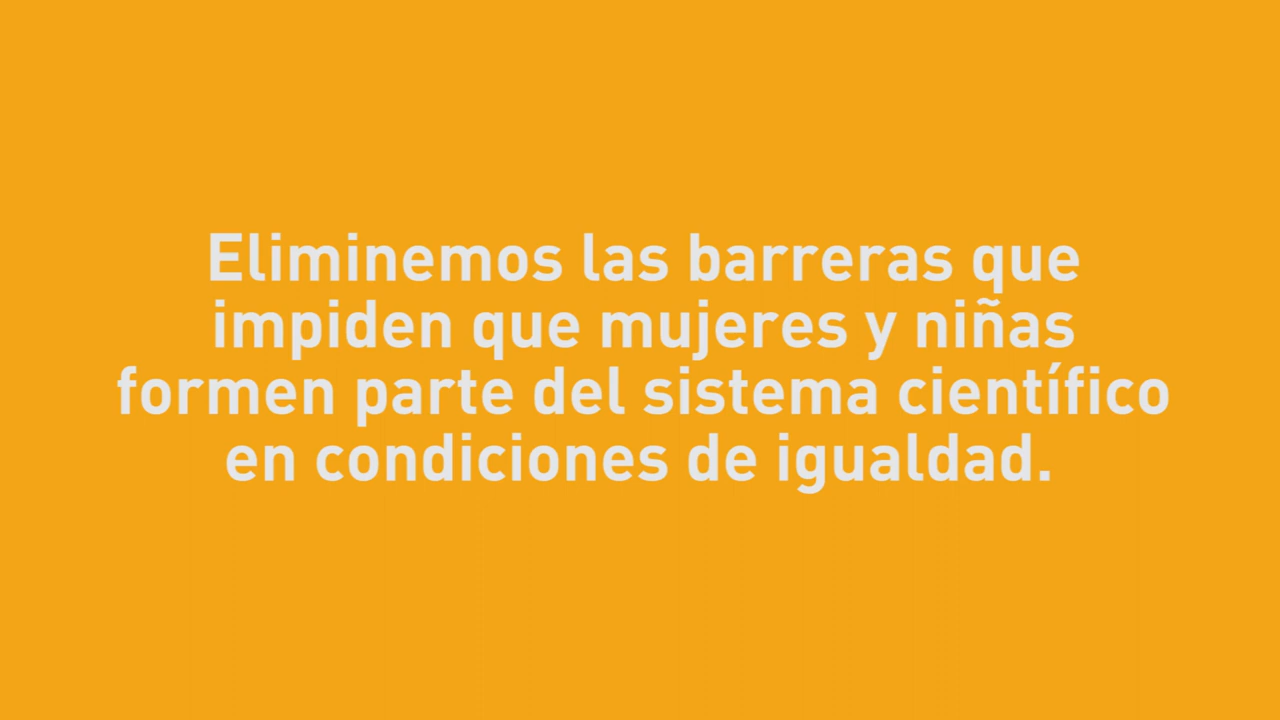 Eliminemos las barreras que
impiden que mujeres y niñas
formen parte del sistema científico
en condiciones de igualdad.